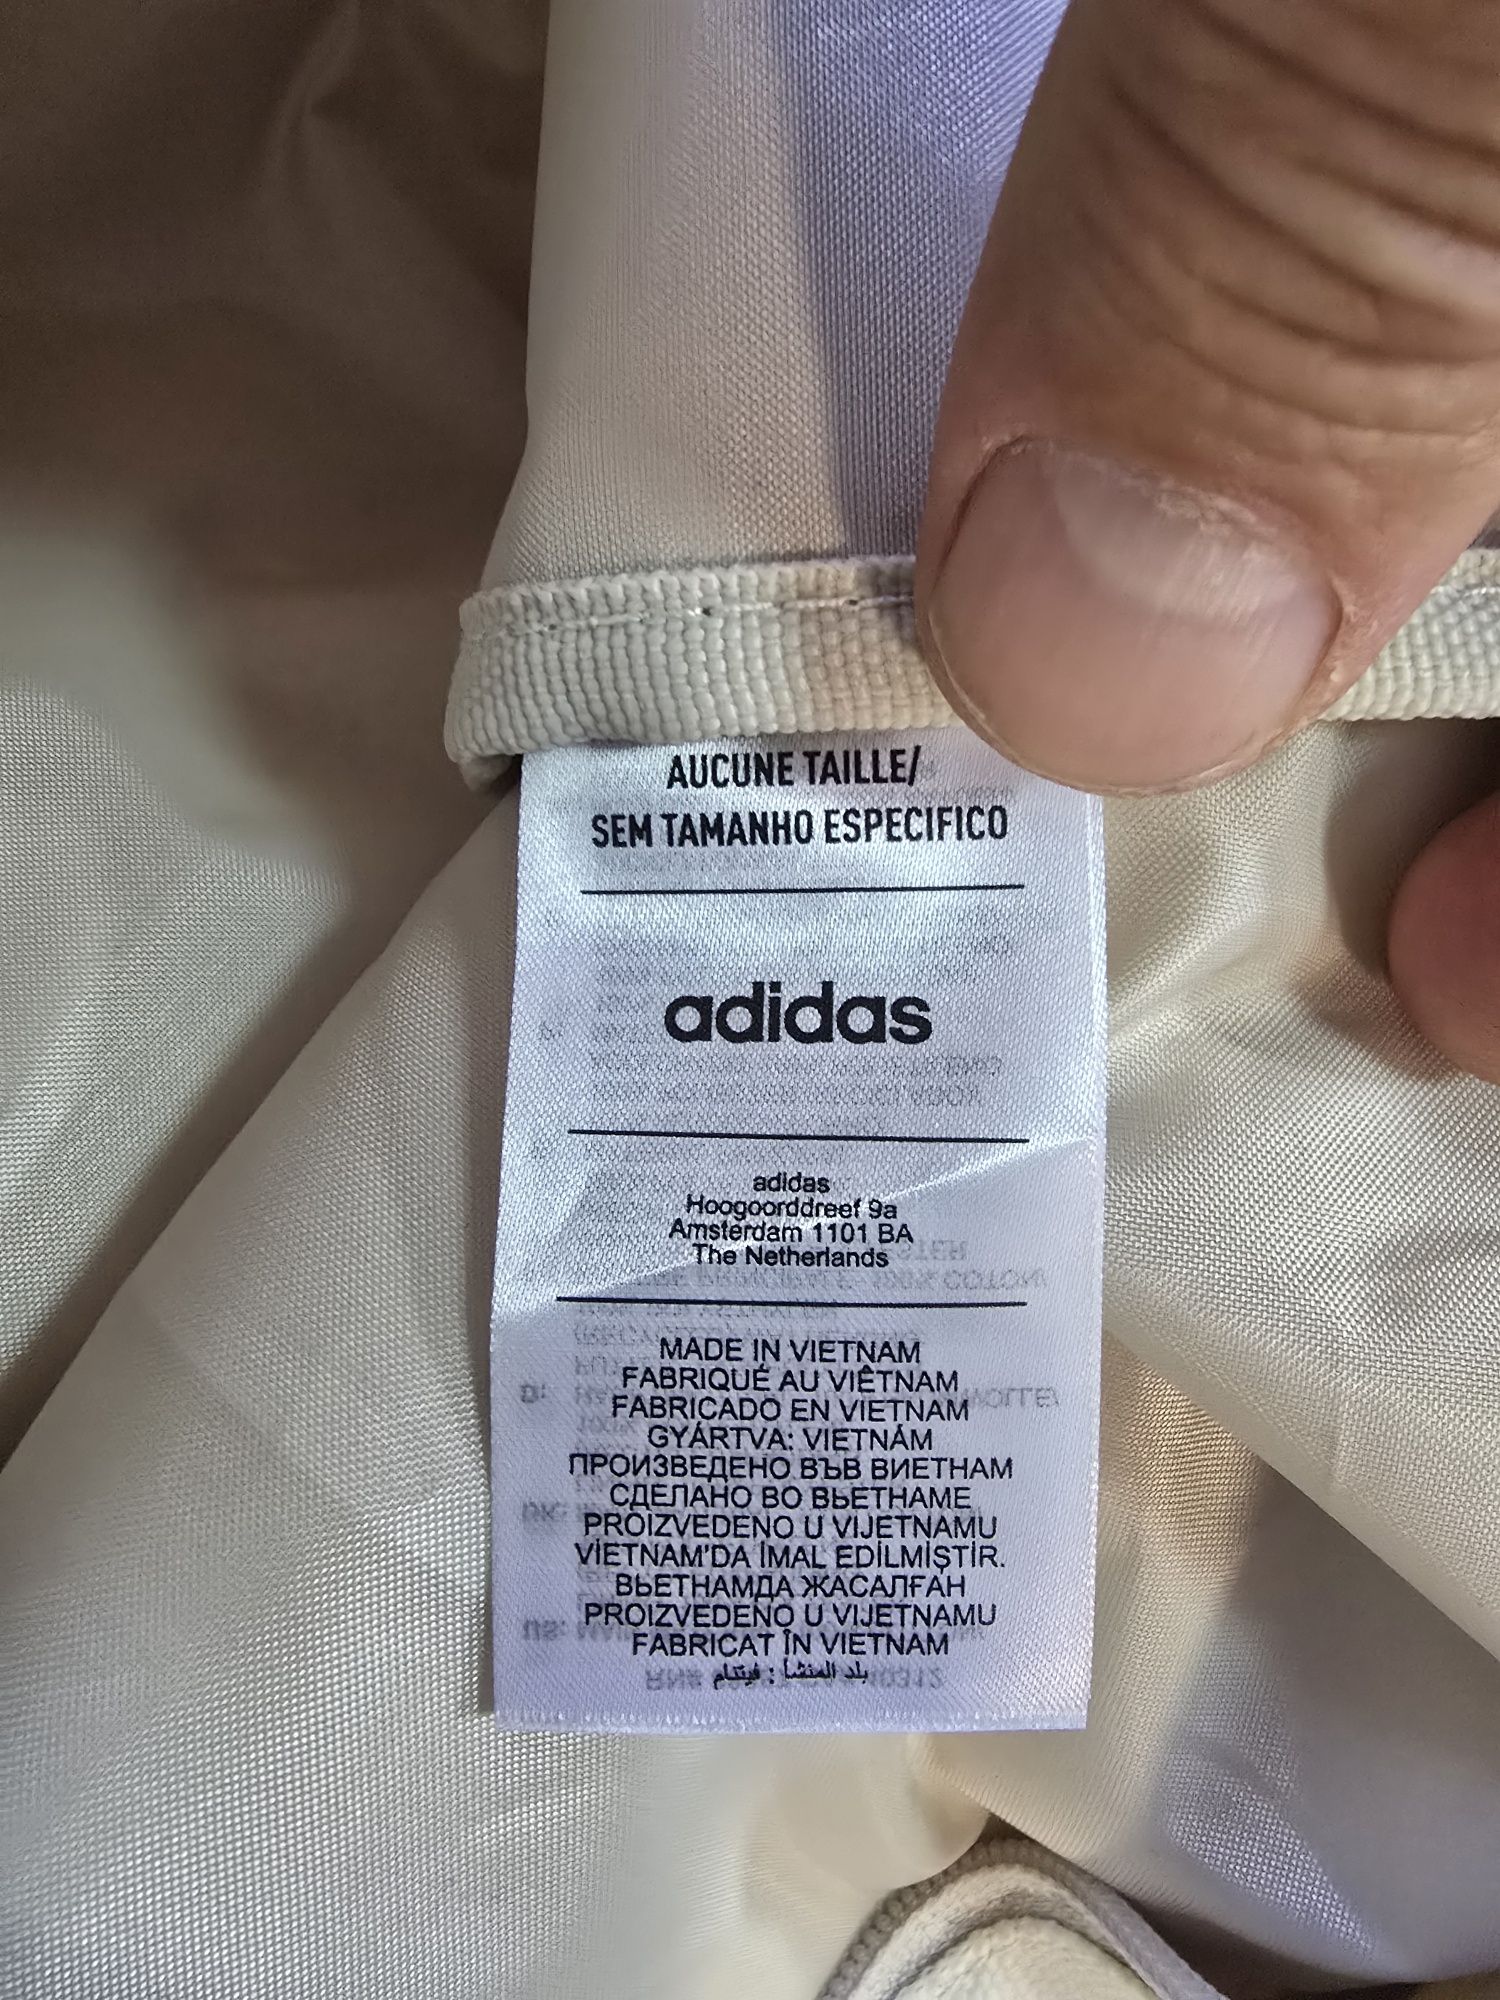 AUCUNE TAILLE/
SEM TAMANHO ESPECIFICO
adidas
adidas
Hoogoorddreef 9a
Amsterdam 1101 BA
The Netherlands
MADE IN VIETNAM
FABRIQUÉ AU VIÊTNAM
FABRICADO EN VIETNAM
GYÁRTVA: VIETNÁM
ПРОИЗВЕДЕНО ВЪВ ВИЕТНАМ
СДЕЛАНО ВО ВЬЕТНАМЕ
PROIZVEDENO U VIJETNAMU
VİETNAM'DA İMAL EDİLMİŞTİR.
ВЬЕТНАМДА ЖАСАЛҒАН
PROIZVEDENO U VIJETNAMU
FABRICAT ÎN VIETNAM
بلد المنشأ : فيتنام